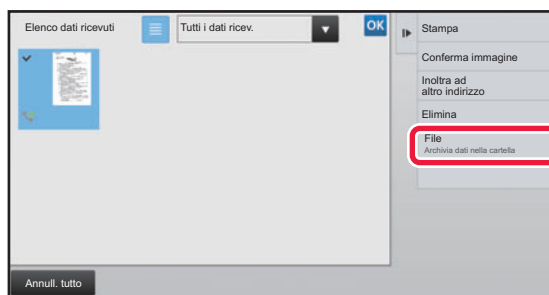 Elenco dati ricevuti
Tutti i dati ricev.
OK
Stampa
Conferma immagine
Inoltra ad
altro indirizzo
Elimina
File
Archivia dati nella cartella
Annull. tutto